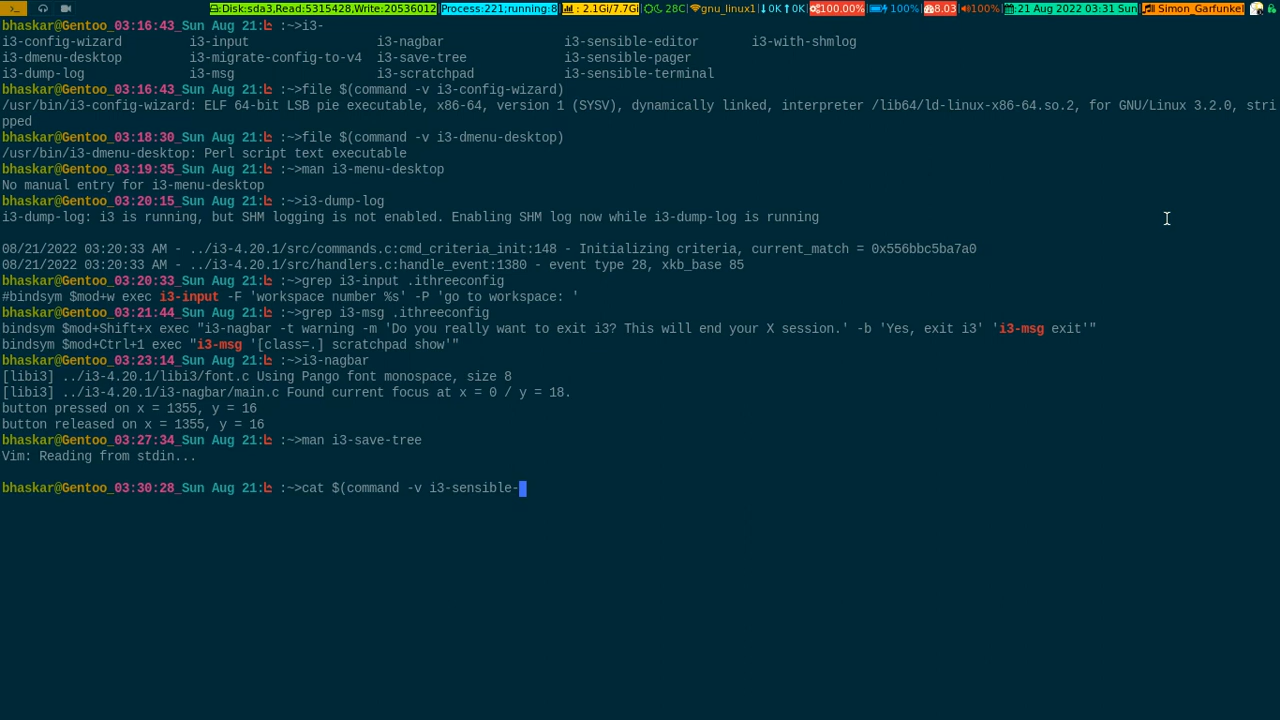 Disk:sda3,Read:5315428,Write:20536012 Process:221;running:8 : 2.1Gi/7.7G 28C gnu_linux1 0K 0K 100.00% 100% 8.03 100% :21 Aug 2022 03:31 Sun Simon_Garfunkel
bhaskar@Gentoo_03:16:43_Sun Aug 21: :~>i3-
i3-config-wizard i3-input i3-nagbar i3-sensible-editor i3-with-shmlog
i3-dmenu-desktop i3-migrate-config-to-v4 i3-save-tree i3-sensible-pager
i3-dump-log i3-msg i3-scratchpad i3-sensible-terminal
bhaskar@Gentoo_03:16:43_Sun Aug 21: :~>file $(command -v i3-config-wizard)
/usr/bin/i3-config-wizard: ELF 64-bit LSB pie executable, x86-64, version 1 (SYSV), dynamically linked, interpreter /lib64/ld-linux-x86-64.so.2, for GNU/Linux 3.2.0, stri
pped
bhaskar@Gentoo_03:18:30_Sun Aug 21: :~>file $(command -v i3-dmenu-desktop)
/usr/bin/i3-dmenu-desktop: Perl script text executable
bhaskar@Gentoo_03:19:35_Sun Aug 21: :~>man i3-menu-desktop
No manual entry for i3-menu-desktop
bhaskar@Gentoo_03:20:15_Sun Aug 21: :~>i3-dump-log
i3-dump-log: i3 is running, but SHM logging is not enabled. Enabling SHM log now while i3-dump-log is running
08/21/2022 03:20:33 AM - ../i3-4.20.1/src/commands.c:cmd_criteria_init:148 - Initializing criteria, current_match = 0x556bbc5ba7a0
08/21/2022 03:20:33 AM - ../i3-4.20.1/src/handlers.c:handle_event:1380 - event type 28, xkb_base 85
bhaskar@Gentoo_03:20:33_Sun Aug 21: :~>grep i3-input .ithreeconfig
#bindsym $mod+w exec i3-input -F 'workspace number %s' -P 'go to workspace: '
bhaskar@Gentoo_03:21:44_Sun Aug 21: :~>grep i3-msg .ithreeconfig
bindsym $mod+Shift+x exec "i3-nagbar -t warning -m 'Do you really want to exit i3? This will end your X session.' -b 'Yes, exit i3' 'i3-msg exit'"
bindsym $mod+Ctrl+1 exec "i3-msg '[class=.] scratchpad show'"
bhaskar@Gentoo_03:23:14_Sun Aug 21: :~>i3-nagbar
[libi3] ../i3-4.20.1/libi3/font.c Using Pango font monospace, size 8
[libi3] ../i3-4.20.1/i3-nagbar/main.c Found current focus at x = 0 / y = 18.
button pressed on x = 1355, y = 16
button released on x = 1355, y = 16
bhaskar@Gentoo_03:27:34_Sun Aug 21: :~>man i3-save-tree
Vim: Reading from stdin...
bhaskar@Gentoo_03:30:28_Sun Aug 21: :~>cat $(command -v i3-sensible-